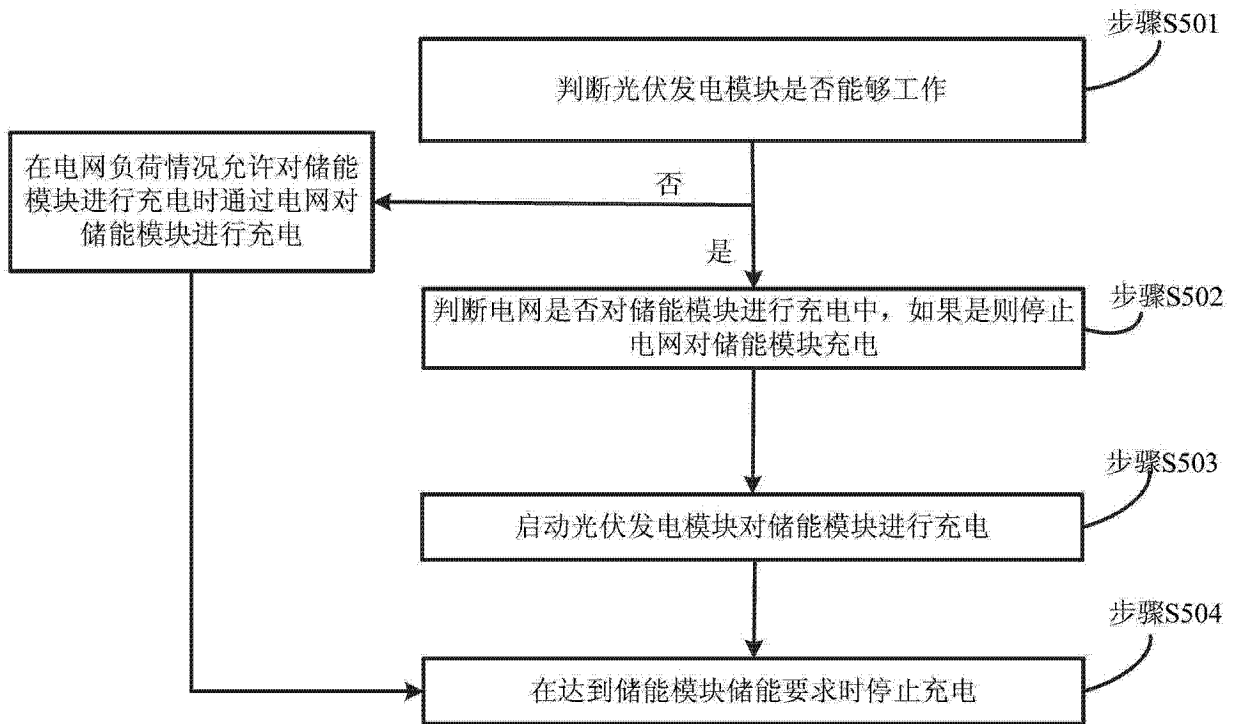 步骤S501
判断光伏发电模块是否能够工作
在电网负荷情况允许对储能
模块进行充电时通过电网对
储能模块进行充电
否
是
步骤S502
判断电网是否对储能模块进行充电中，如果是则停止
电网对储能模块充电
步骤S503
启动光伏发电模块对储能模块进行充电
步骤S504
在达到储能模块储能要求时停止充电